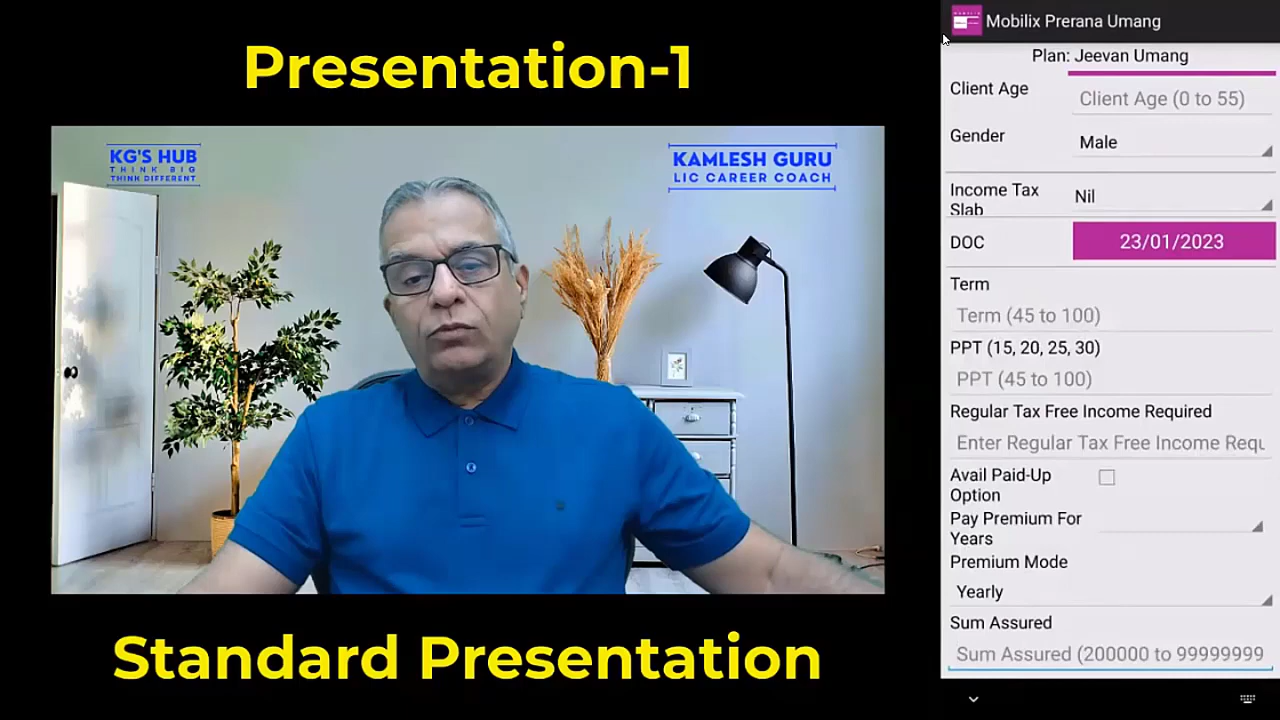 Presentation-1
KG'S HUB
THINK BIG
THINK DIFFERENT
KAMLESH GURU
LIC CAREER COACH
Standard Presentation
Mobilix Prerana Umang
Plan: Jeevan Umang
Client Age
Client Age (0 to 55)
Gender
Male
Income Tax
Slab
Nil
DOC
23/01/2023
Term
Term (45 to 100)
PPT (15, 20, 25, 30)
PPT (45 to 100)
Regular Tax Free Income Required
Enter Regular Tax Free Income Requ
Avail Paid-Up
Option
Pay Premium For
Years
Premium Mode
Yearly
Sum Assured
Sum Assured (200000 to 99999999